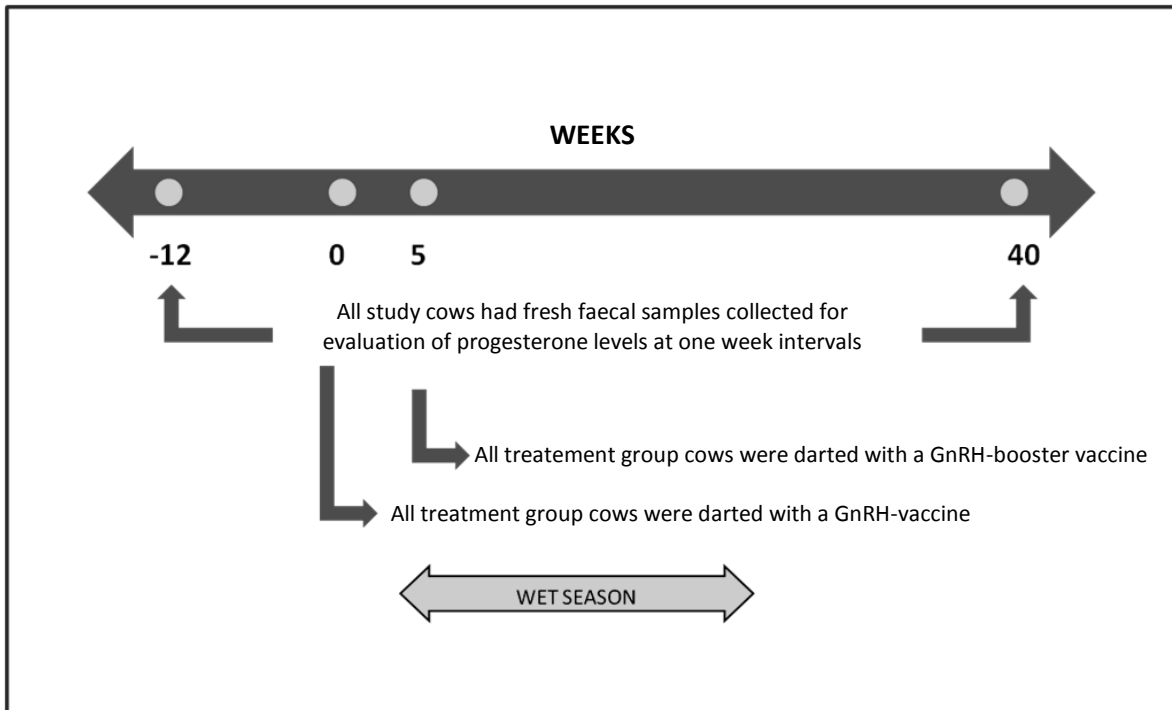 WEEKS
-12
0
5
40
All study cows had fresh faecal samples collected for
evaluation of progesterone levels at one week intervals
All treatement group cows were darted with a GnRH-booster vaccine
All treatment group cows were darted with a GnRH-vaccine
WET SEASON